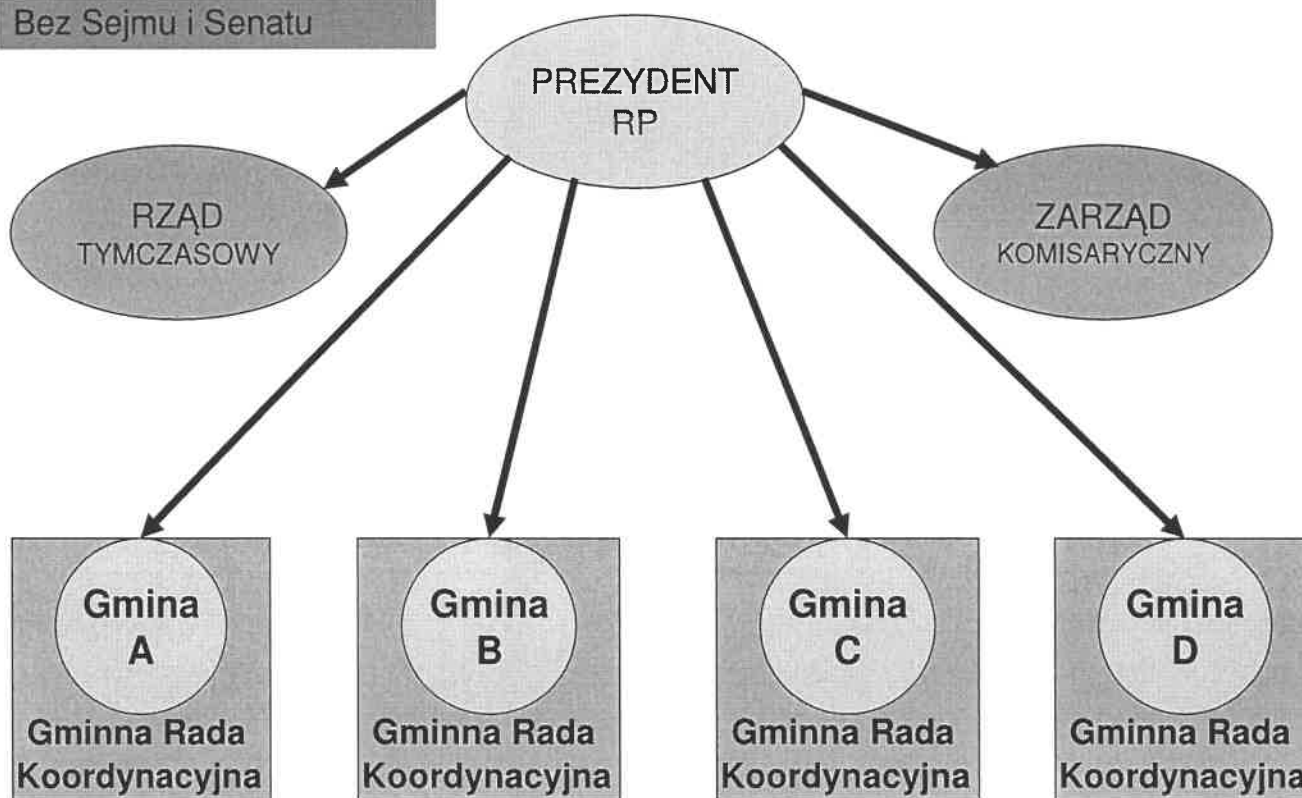 Bez Sejmu i Senatu
PREZYDENT
RP
RZĄD
TYMCZASOWY
ZARZĄD
KOMISARYCZNY
Gmina
A
Gminna Rada
Koordynacyjna
Gmina
B
Gminna Rada
Koordynacyjna
Gmina
C
Gminna Rada
Koordynacyjna
Gmina
D
Gminna Rada
Koordynacyjna